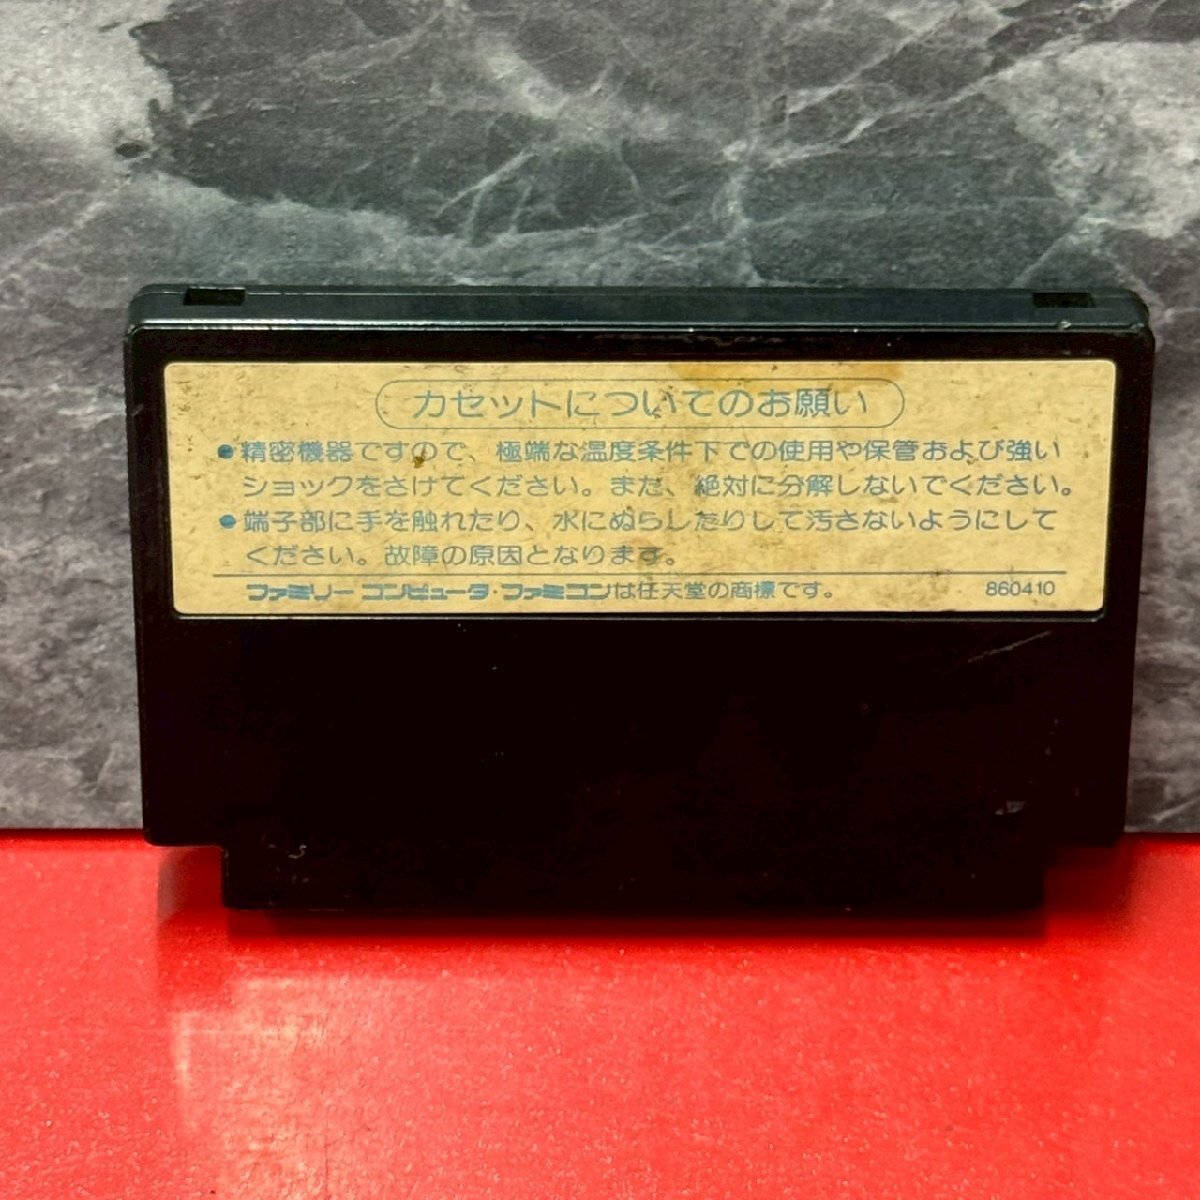 カセットについてのお願い
●精密機器ですので、極端な温度条件下での使用や保管および強い
ショックをさけてください。また、絶対に分解しないでください。
●端子部に手を触れたり、水にぬらしたりして汚さないようにして
ください。故障の原因となります。
ファミリー コンピュータ・ファミコンは任天堂の商標です。 860410